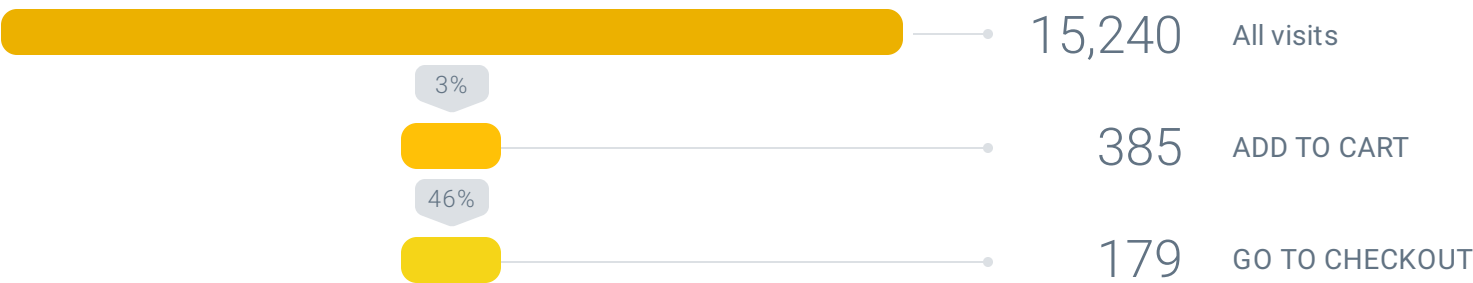 15,240 All visits
3%
385 ADD TO CART
46%
179 GO TO CHECKOUT